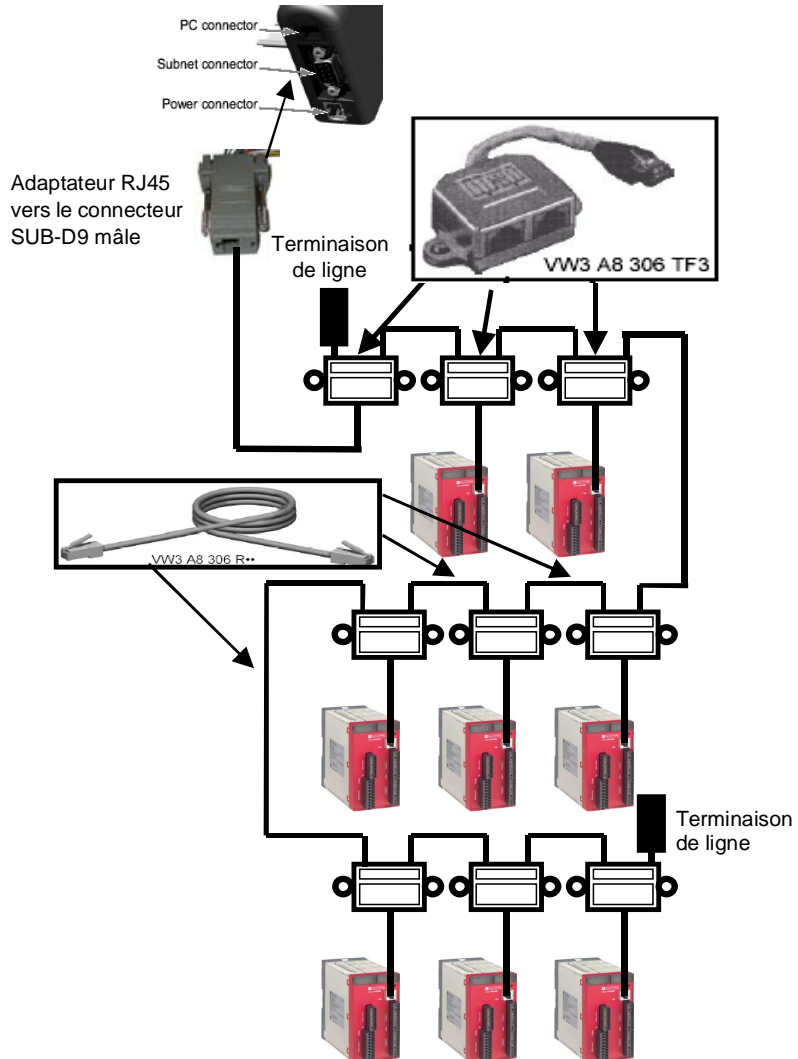 PC connector
Subnet connector
Power connector
Adaptateur RJ45
vers le connecteur
SUB-D9 mâle
Terminaison
de ligne
VW3 A8 306 TF3
VW3 A8 306 R••
Terminaison
de ligne